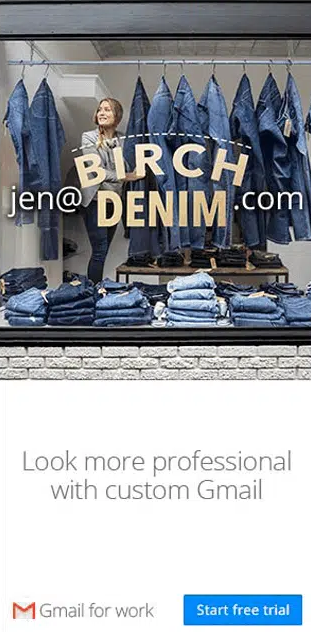 BIRCH
jen@ DENIM .com
Look more professional
with custom Gmail
Gmail for work
Start free trial